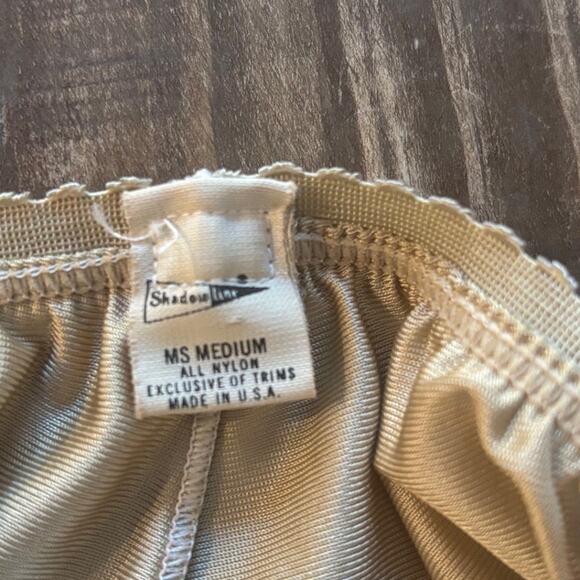 Shadowline
MS MEDIUM
ALL NYLON
EXCLUSIVE OF TRIMS
MADE IN U.S.A.